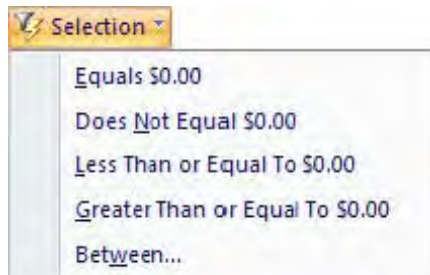 Selection
Equals $0.00
Does Not Equal $0.00
Less Than or Equal To $0.00
Greater Than or Equal To $0.00
Between...